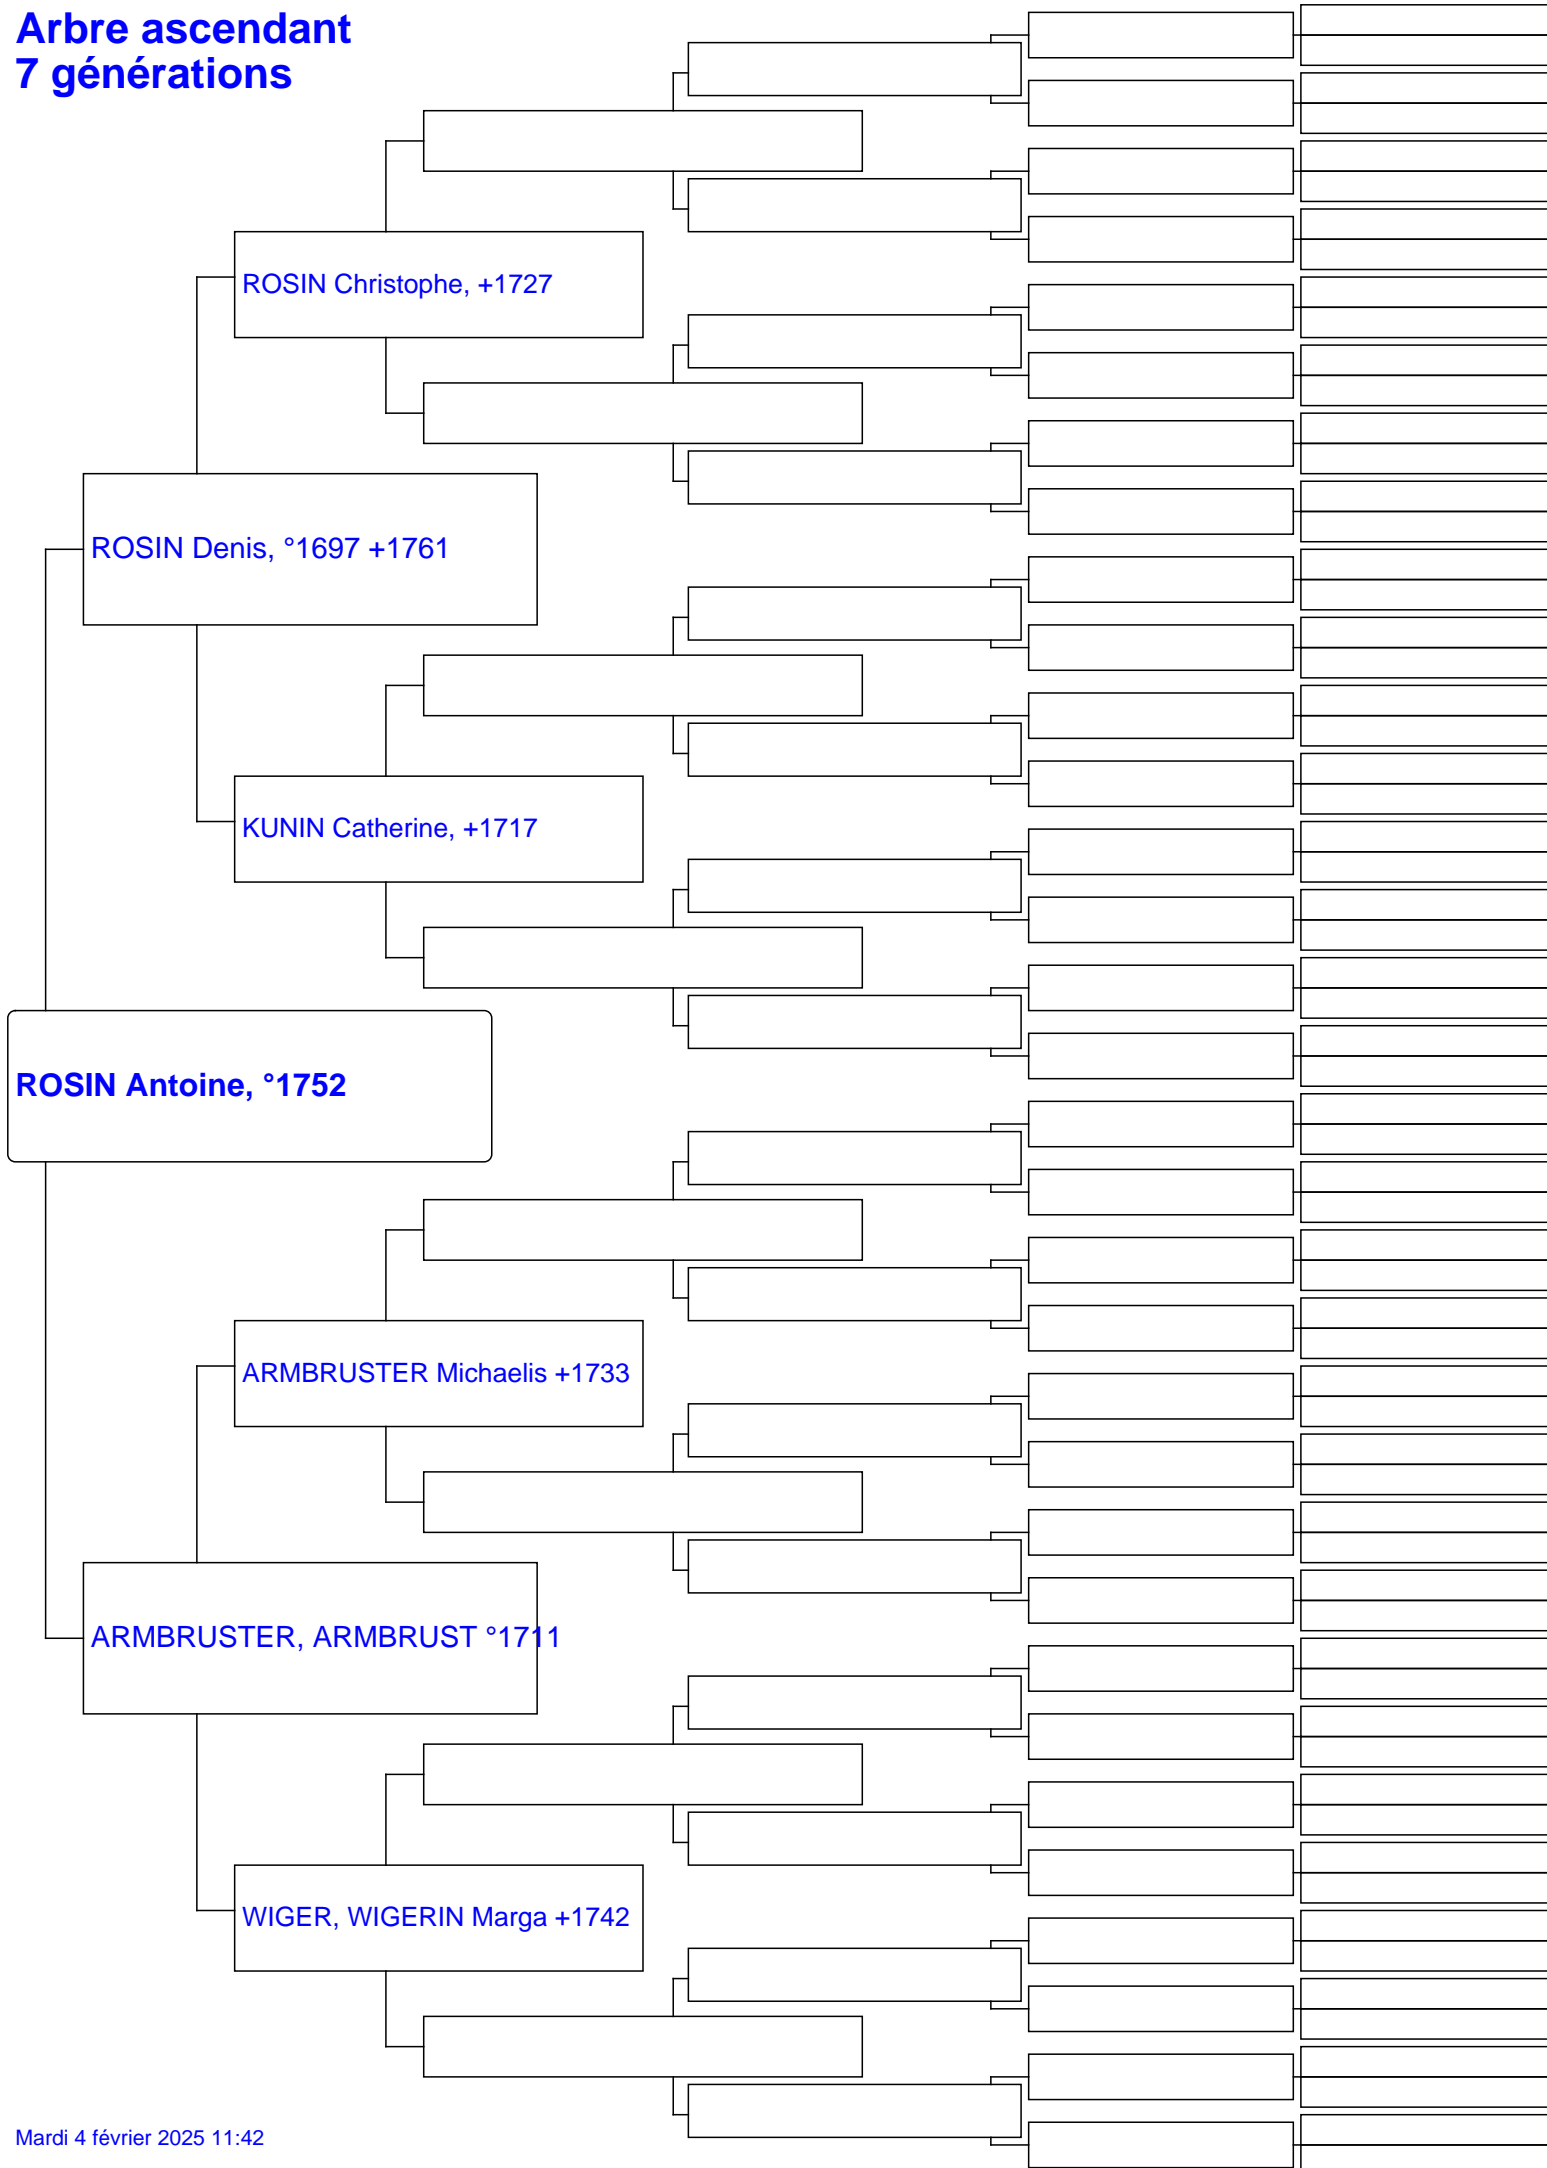 Arbre ascendant
7 générations
ROSIN Christophe, +1727
ROSIN Denis, °1697 +1761
KUNIN Catherine, +1717
ROSIN Antoine, °1752
ARMBRUSTER Michaelis +1733
ARMBRUSTER, ARMBRUST °1711
WIGER, WIGERIN Marga +1742
Mardi 4 février 2025 11:42